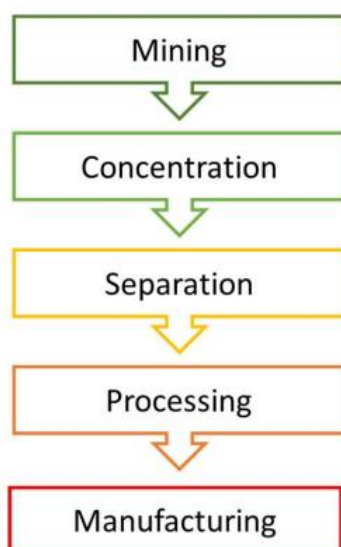 Mining
Concentration
Separation
Processing
Manufacturing